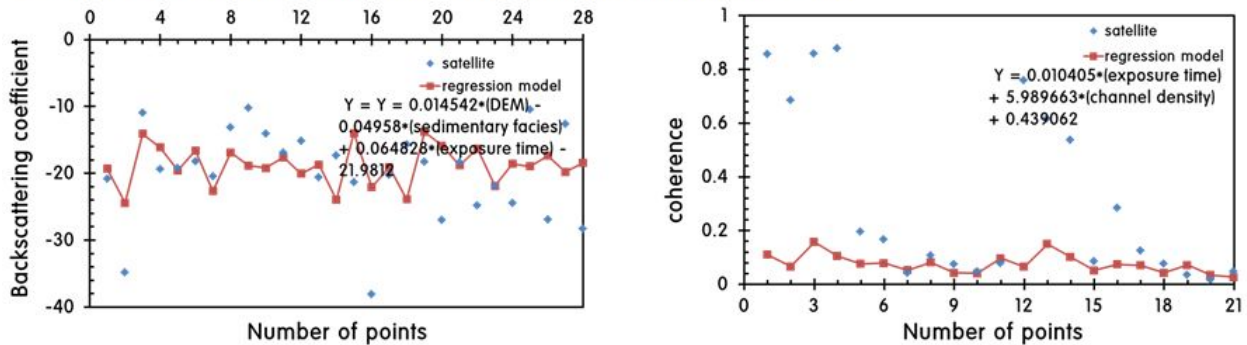 0 4 8 12 16 20 24 28
0
-10
-20
-30
-40
Backscattering coefficient
satellite
regression model
Y = Y = 0.014542*(DEM) -
0.04958*(sedimentary facies)
+ 0.064828*(exposure time) -
21.9812
Number of points
1
0.8
0.6
0.4
0.2
0
coherence
satellite
regression model
Y = 0.010405*(exposure time)
+ 5.989663*(channel density)
+ 0.439062
0 3 6 9 12 15 18 21
Number of points